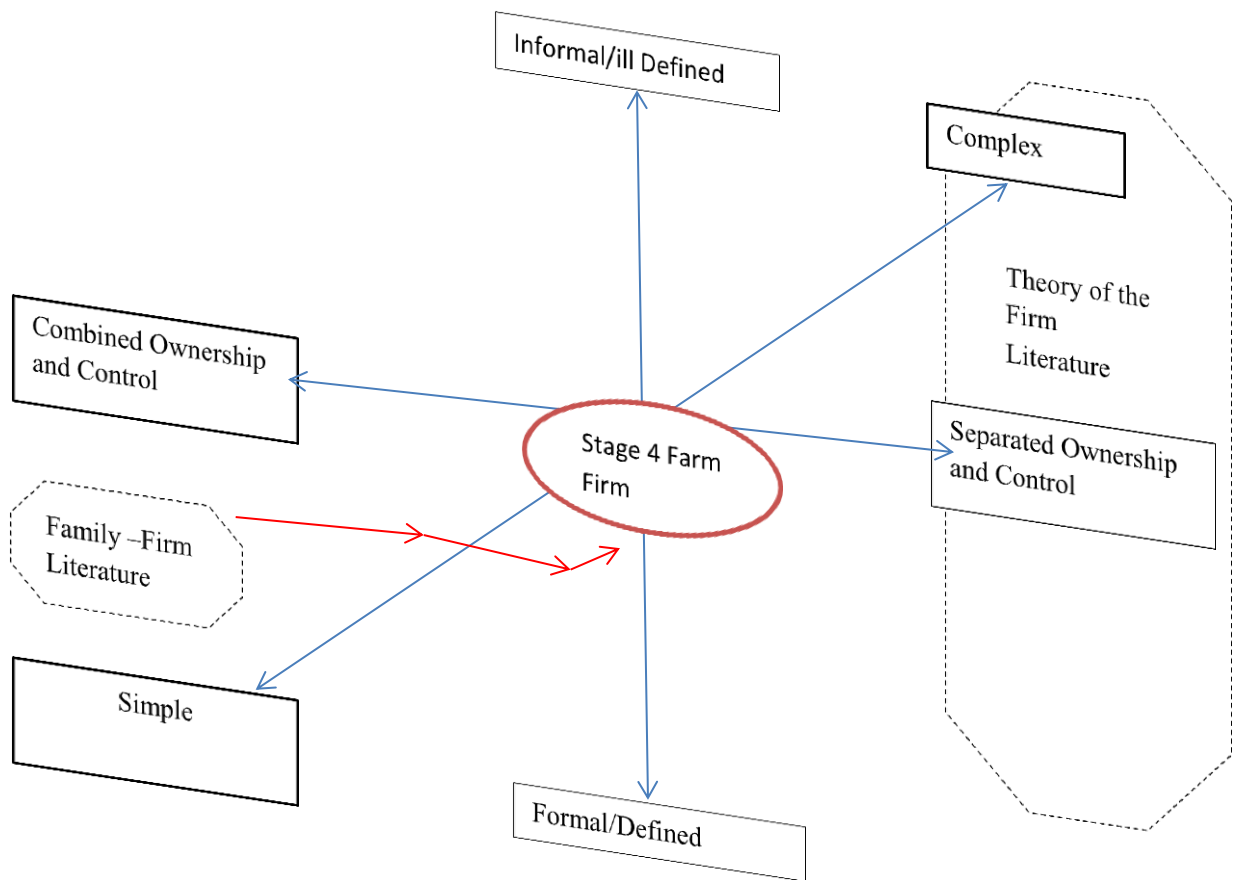 Informal/ill Defined
Complex
Theory of the
Firm
Literature
Combined Ownership
and Control
Stage 4 Farm
Firm
Separated Ownership
and Control
Family –Firm
Literature
Simple
Formal/Defined